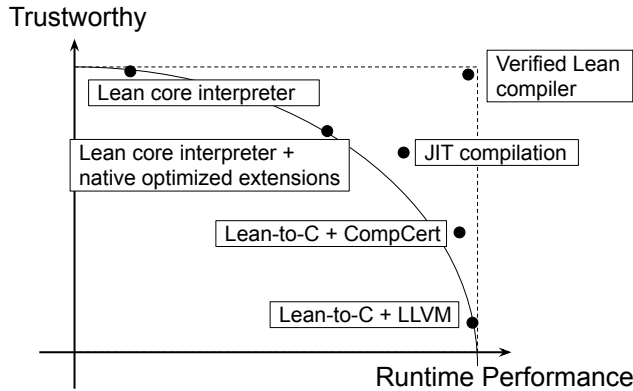 Trustworthy
Verified Lean
compiler
Lean core interpreter
Lean core interpreter +
native optimized extensions
JIT compilation
Lean-to-C + CompCert
Lean-to-C + LLVM
Runtime Performance